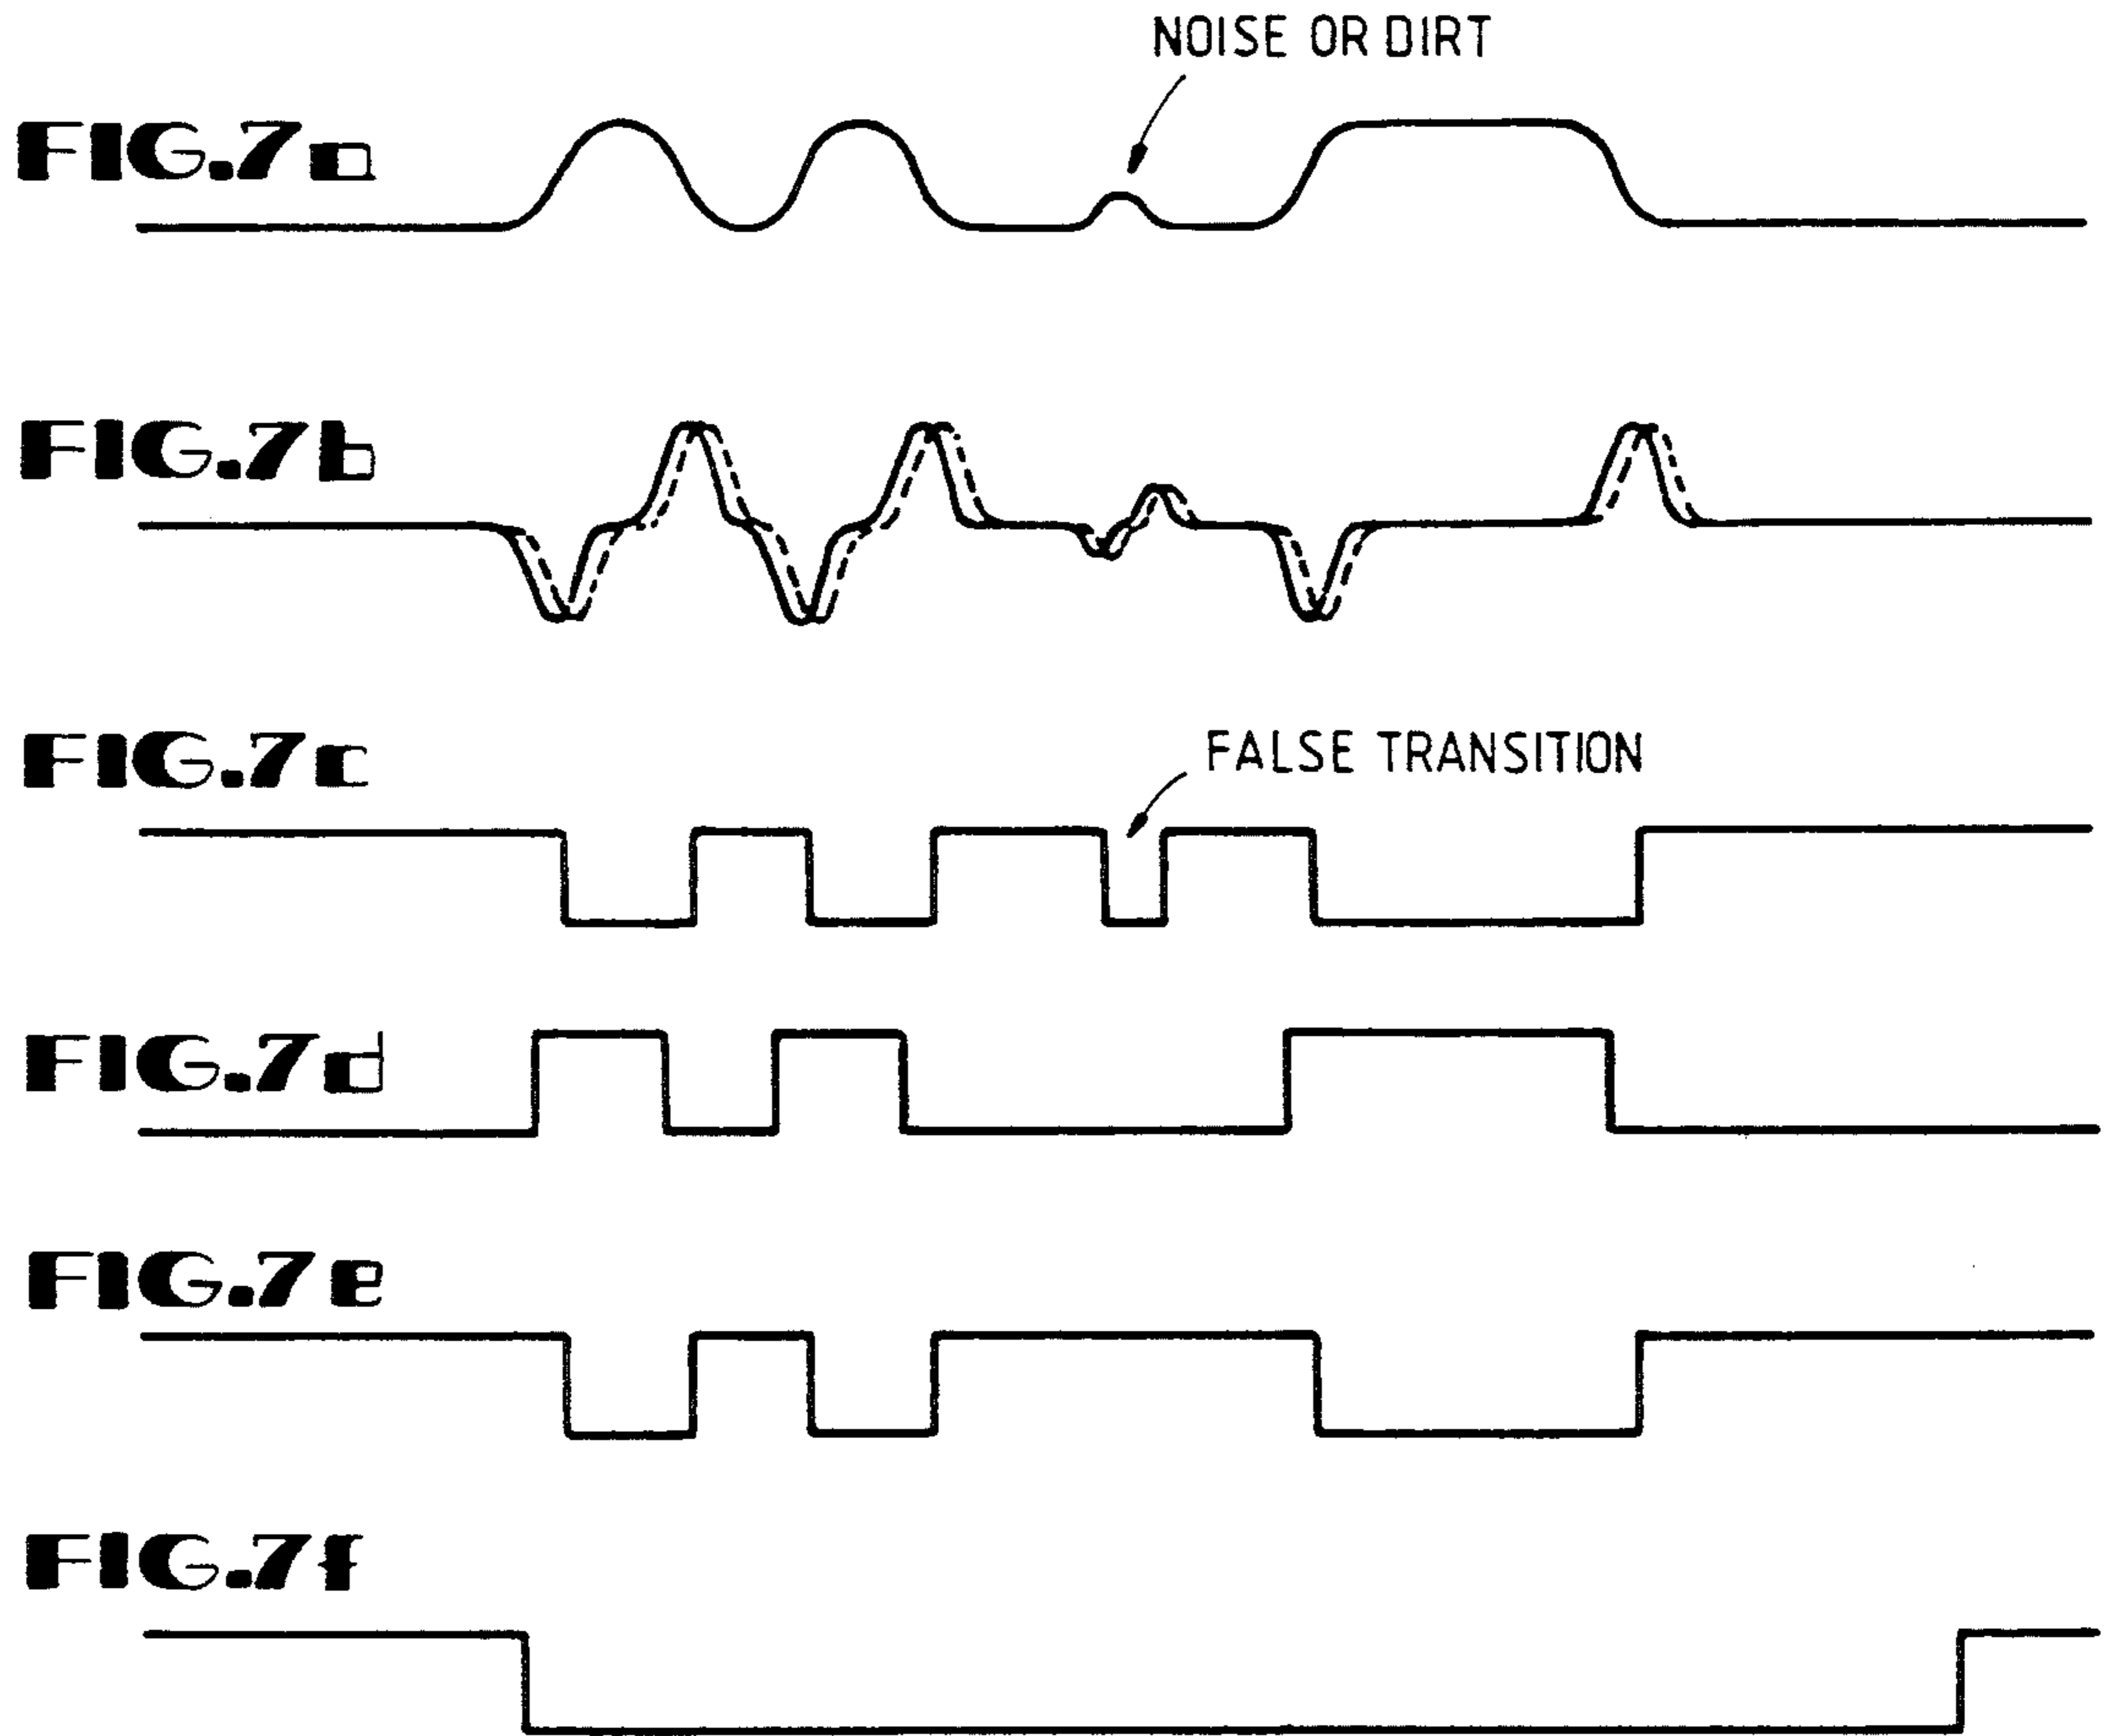 NOISE OR DIRT
FIG.7a
FIG.7b
FIG.7c
FALSE TRANSITION
FIG.7d
FIG.7e
FIG.7f